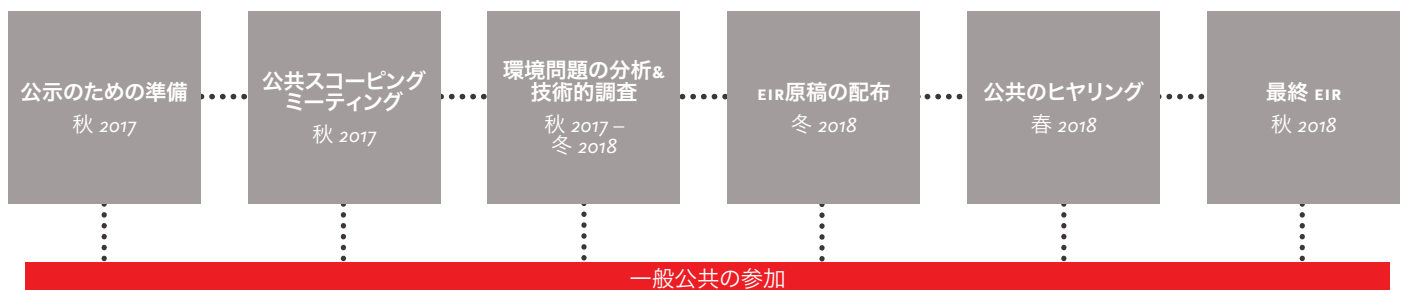 公示のための準備
秋 2017
公共スコーピング
ミーティング
秋 2017
環境問題の分析&
技術的調査
秋 2017 –
冬 2018
EIR原稿の配布
冬 2018
公共のヒヤリング
春 2018
最終 EIR
秋 2018
一般公共の参加